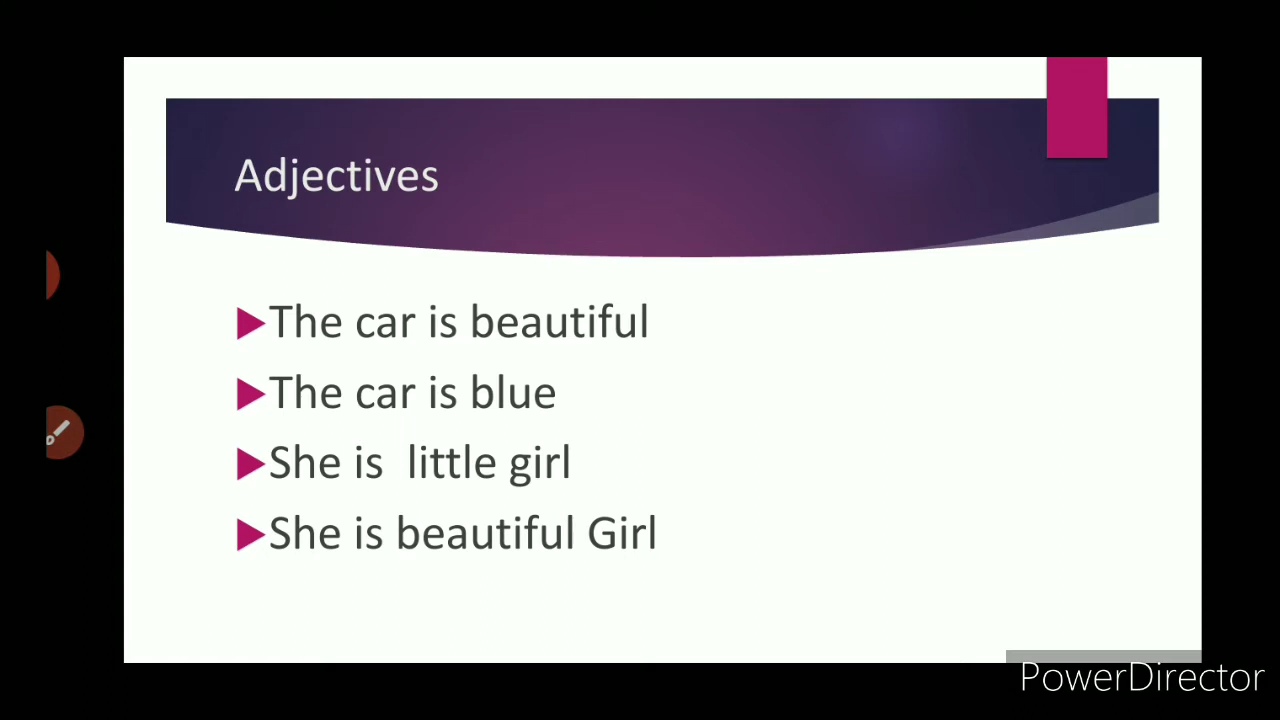 Adjectives
The car is beautiful
The car is blue
She is  little girl
She is beautiful Girl
PowerDirector